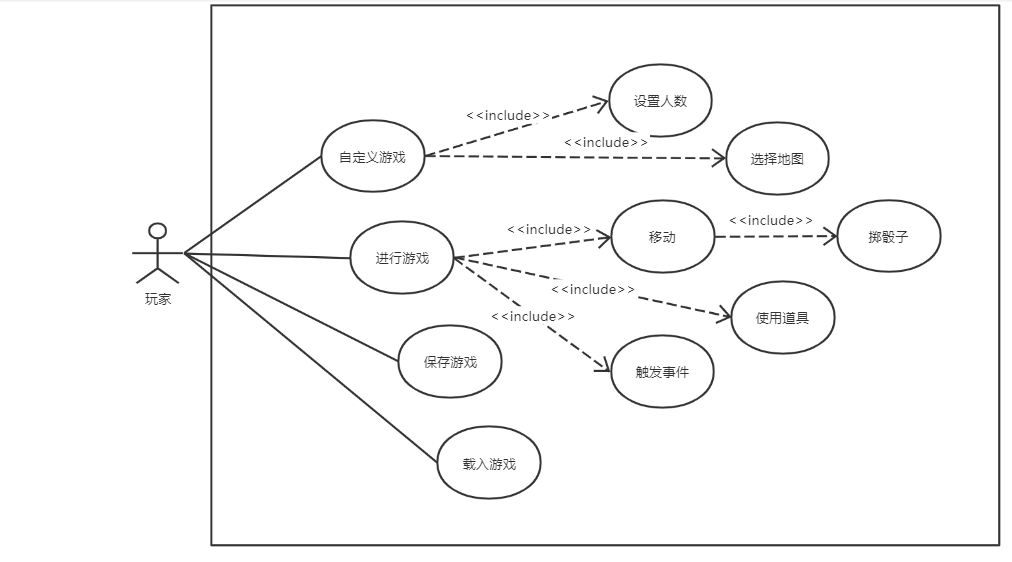 设置人数
<<include>>
<<include>>
自定义游戏
选择地图
<<include>>
<<include>>
移动
掷骰子
进行游戏
<<include>>
玩家
<<include>>
使用道具
保存游戏
触发事件
载入游戏